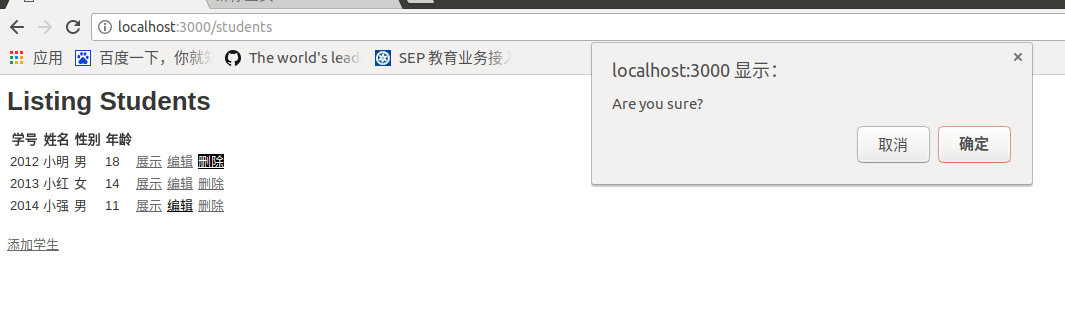 localhost:3000/students
应用 百度一下，你就 The world's lead SEP 教育业务接入
localhost:3000 显示：
Are you sure?
取消 确定
Listing Students
学号 姓名 性别 年龄
2012 小明 男 18 展示 编辑 删除
2013 小红 女 14 展示 编辑 删除
2014 小强 男 11 展示 编辑 删除
添加学生